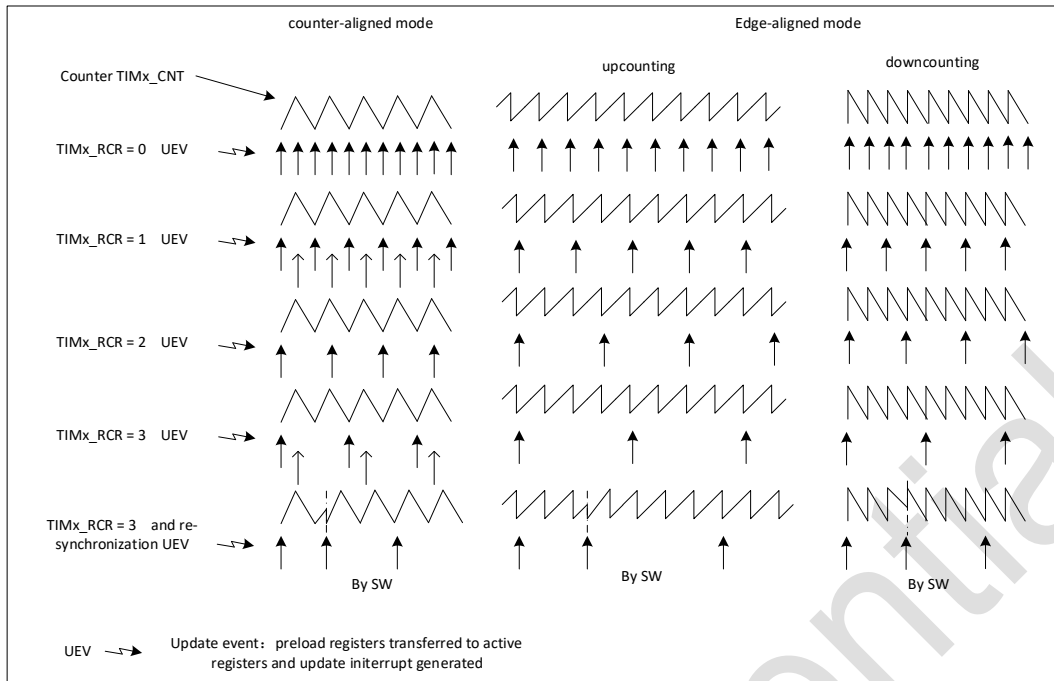 counter-aligned mode
Edge-aligned mode
upcounting
downcounting
Counter TIMx_CNT
TIMx_RCR = 0 UEV
TIMx_RCR = 1 UEV
TIMx_RCR = 2 UEV
TIMx_RCR = 3 UEV
TIMx_RCR = 3 and re-
synchronization UEV
By SW
By SW
By SW
UEV
Update event：preload registers transferred to active
registers and update initerrupt generated